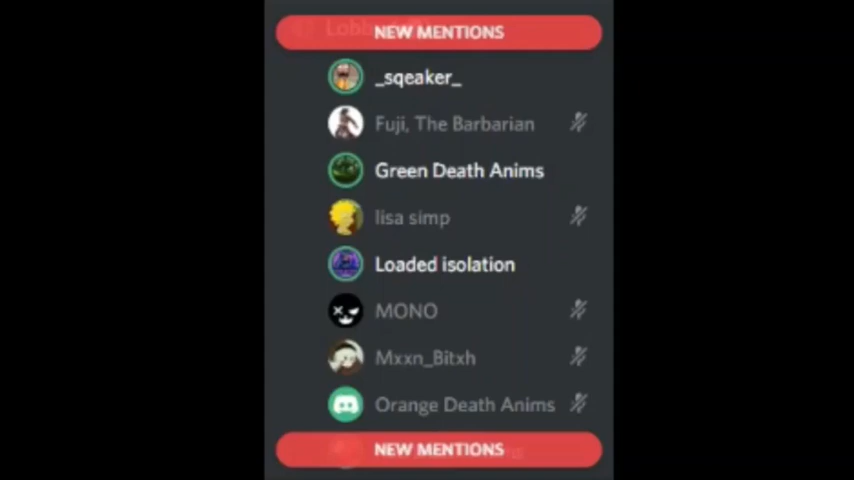 NEW MENTIONS
_sqeaker_
Fuji, The Barbarian
Green Death Anims
lisa simp
Loaded isolation
MONO
Mxxn_Bitxh
Orange Death Anims
NEW MENTIONS